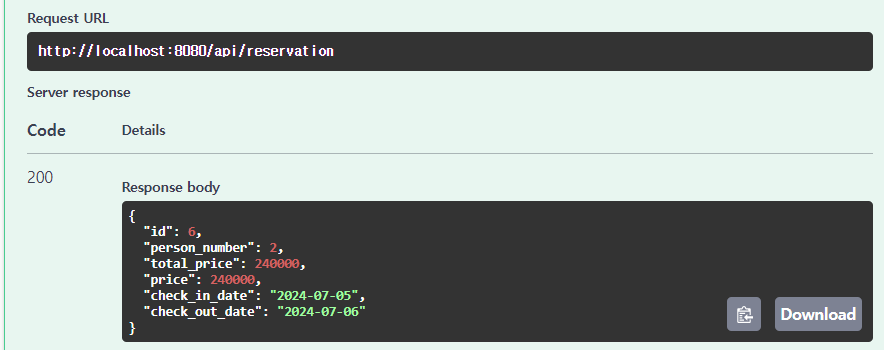 Request URL
http://localhost:8080/api/reservation
Server response
Code Details
200
Response body
{
  "id": 6,
  "person_number": 2,
  "total_price": 240000,
  "price": 240000,
  "check_in_date": "2024-07-05",
  "check_out_date": "2024-07-06"
}
Download